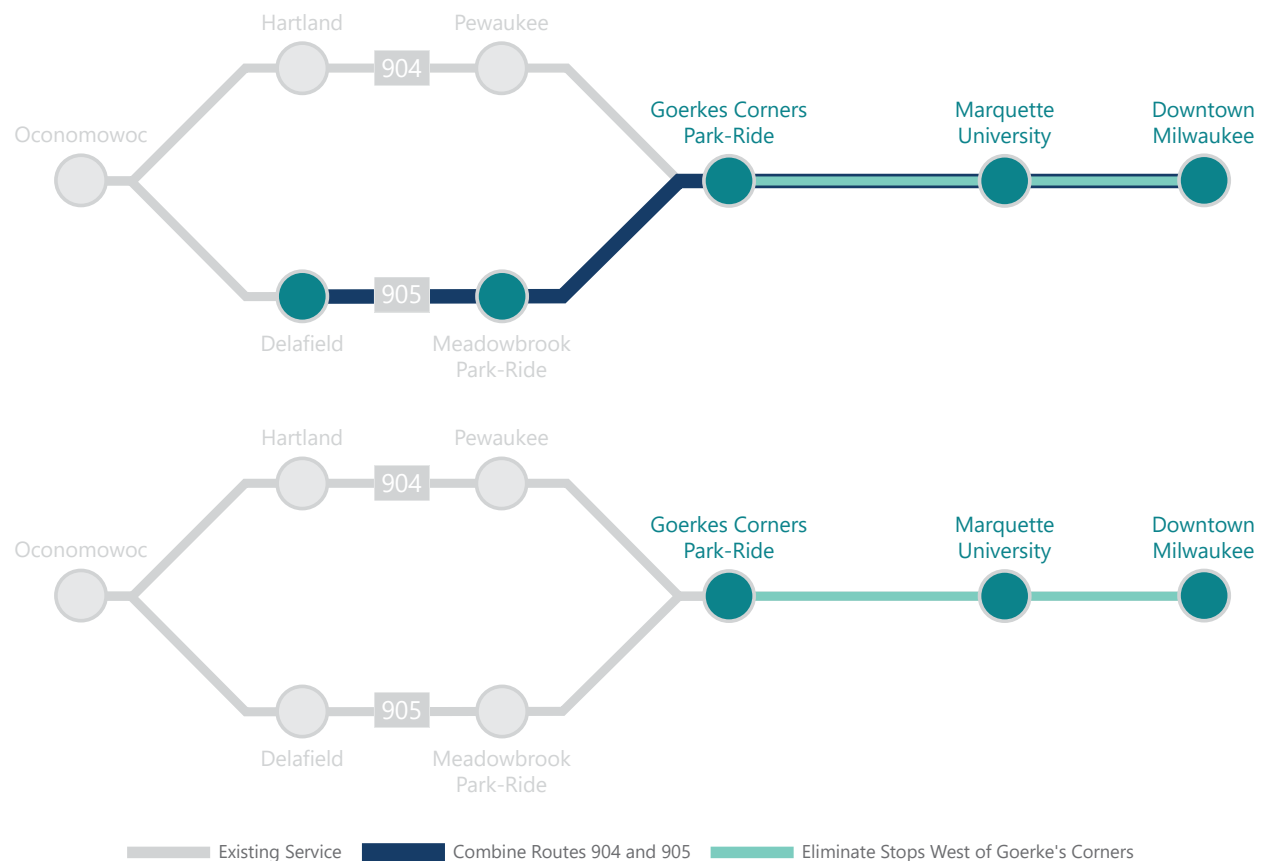 Hartland
Pewaukee
904
Oconomowoc
Goerkes Corners
Park-Ride
Marquette
University
Downtown
Milwaukee
905
Delafield
Meadowbrook
Park-Ride
Hartland
Pewaukee
904
Oconomowoc
Goerkes Corners
Park-Ride
Marquette
University
Downtown
Milwaukee
905
Delafield
Meadowbrook
Park-Ride
Existing Service
Combine Routes 904 and 905
Eliminate Stops West of Goerke's Corners